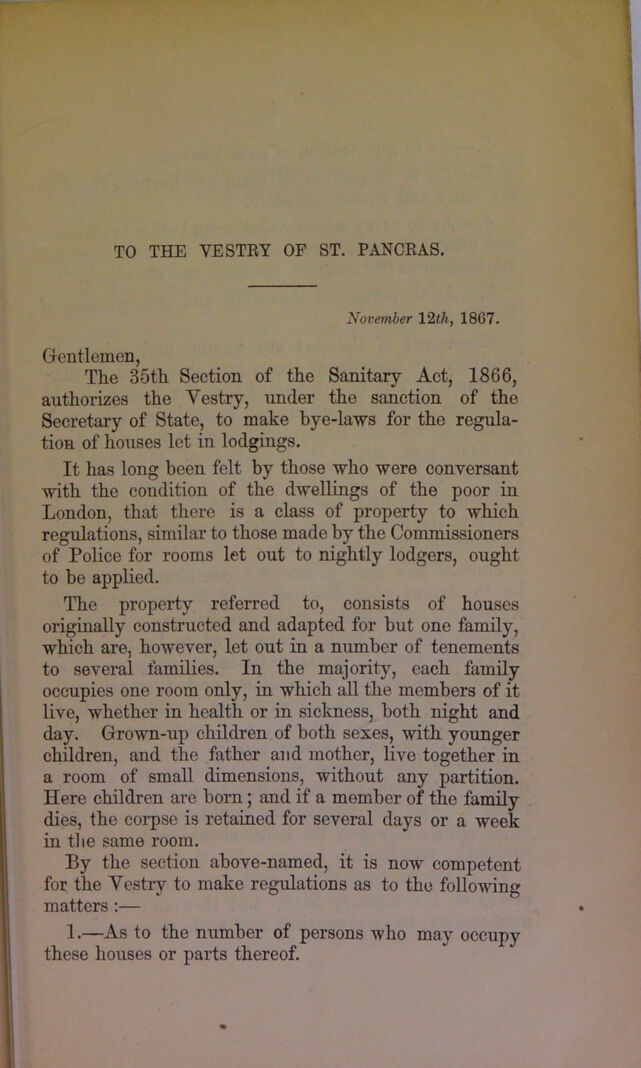 TO THE VESTRY OF ST. PANCRAS.
November 12th, 1867.
Gentlemen,
The 35th Section of the Sanitary Act, 1866,
authorizes the Vestry, under the sanction of the
Secretary of State, to make bye-laws for the regula-
tion of houses let in lodgings.
It has long been felt by those who were conversant
with the condition of the dwellings of the poor in
London, that there is a class of property to which
regulations, similar to those made by the Commissioners
of Police for rooms let out to nightly lodgers, ought
to be applied.
The property referred to, consists of houses
originally constructed and adapted for but one family,
which are, however, let out in a number of tenements
to several families. In the majority, each family
occupies one room only, in which all the members of it
live, whether in health or in sickness, both night and
day. Grown-up children of both sexes, with younger
children, and the father and mother, live together in
a room of small dimensions, without any partition.
Here children are born; and if a member of the family
dies, the corpse is retained for several days or a week
in the same room.
By the section above-named, it is now competent
for the Vestry to make regulations as to the following
matters :—
1.—As to the number of persons who may occupy
these houses or parts thereof.